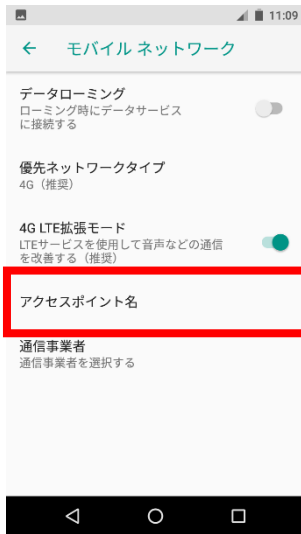 11:09
モバイル ネットワーク
データローミング
ローミング時にデータサービス
に接続する
優先ネットワークタイプ
4G（推奨）
4G LTE拡張モード
LTEサービスを使用して音声などの通信
を改善する（推奨）
アクセスポイント名
通信事業者
通信事業者を選択する